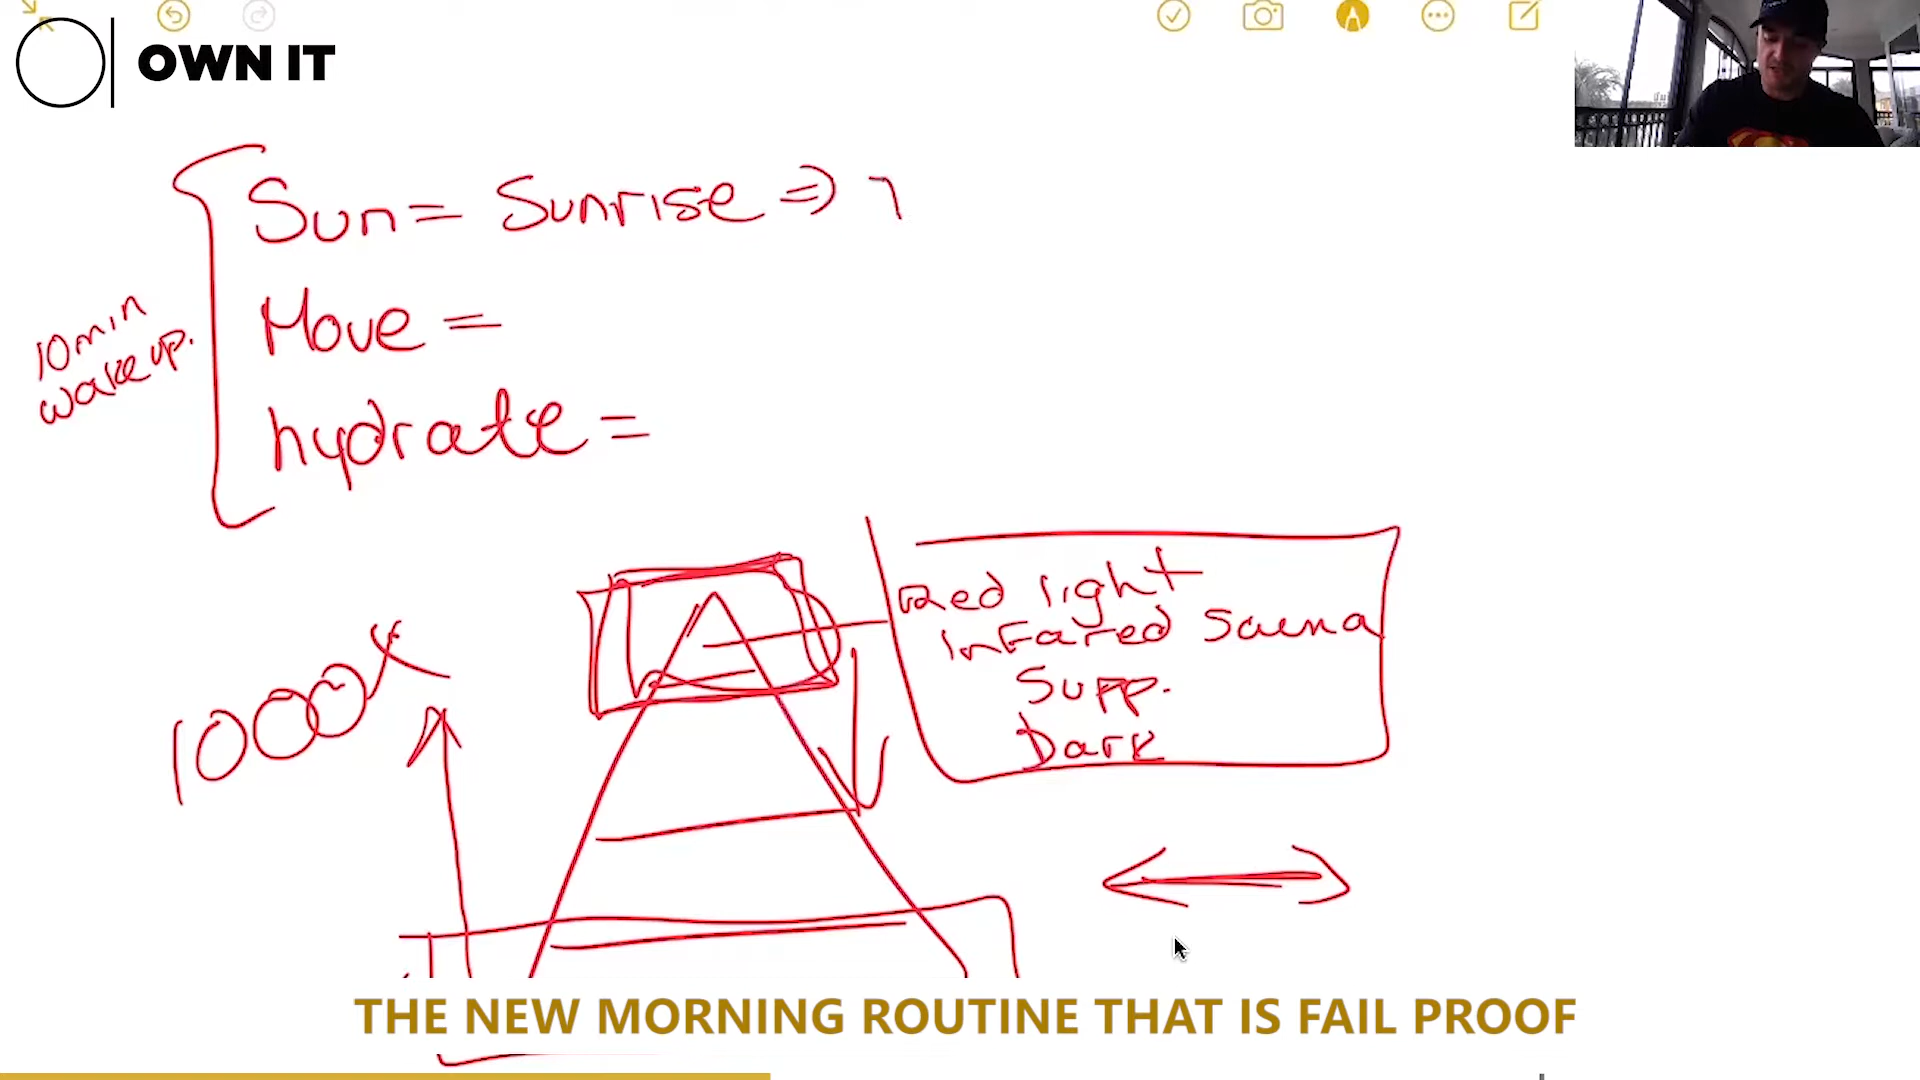 OWN IT
Sun = Sunrise ⇒
Move =
hydrate =
10min
wake up.
Red light
infared Sauna
Supp.
Dark
1000x
THE NEW MORNING ROUTINE THAT IS FAIL PROOF